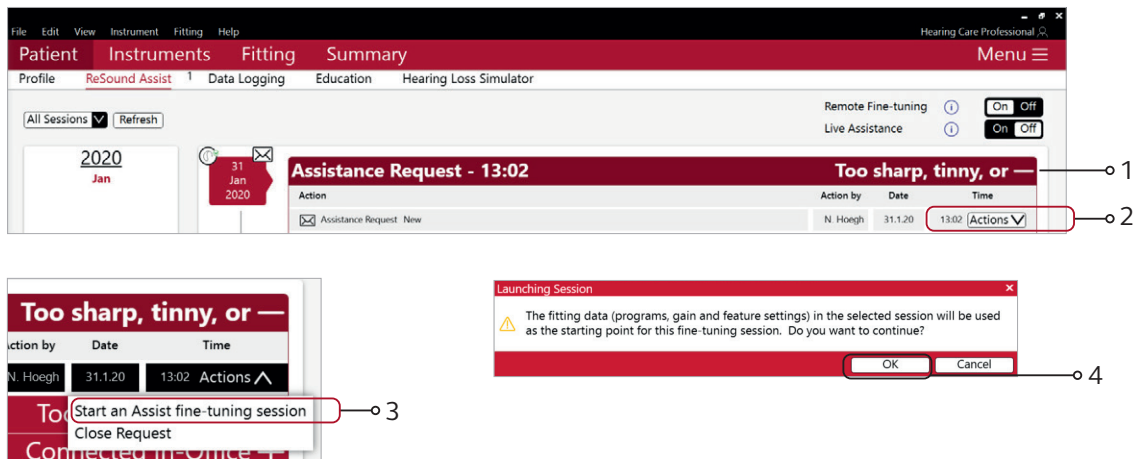 File Edit View Instrument Fitting Help Hearing Care Professional
Patient Instruments Fitting Summary Menu
Profile ReSound Assist 1 Data Logging Education Hearing Loss Simulator
All Sessions Refresh
Remote Fine-tuning On Off
Live Assistance On Off
2020
Jan
31
Jan
2020
Assistance Request - 13:02 Too sharp, tinny, or —
1
Action Action by Date Time
Assistance Request New N. Hoegh 31.1.20 13:02 Actions
2
Too sharp, tinny, or —
Action by Date Time
N. Hoegh 31.1.20 13:02 Actions
Start an Assist fine-tuning session
3
Close Request
Connected In-Office +
Launching Session
The fitting data (programs, gain and feature settings) in the selected session will be used
as the starting point for this fine-tuning session. Do you want to continue?
OK Cancel
4